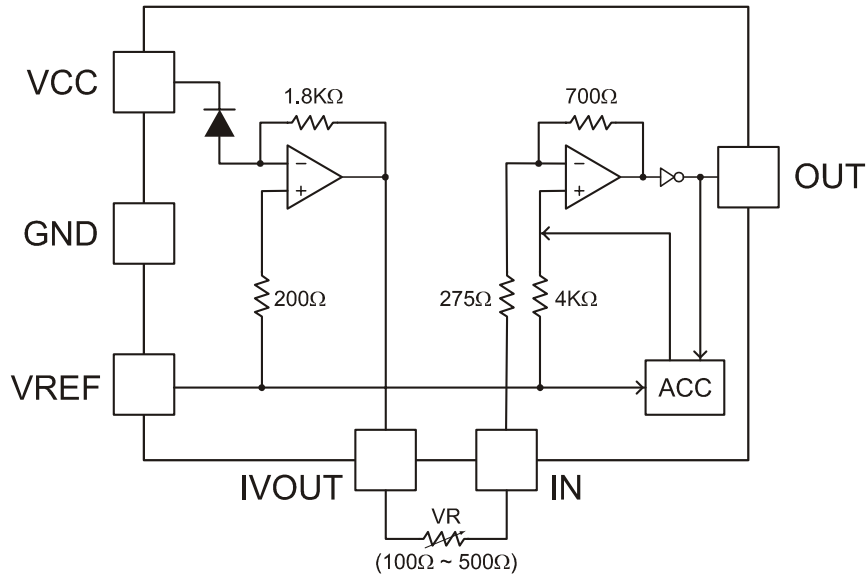 VCC
1.8KΩ
700Ω
−
+
−
+
OUT
GND
200Ω
275Ω
4KΩ
VREF
ACC
IVOUT
IN
VR
(100Ω ~ 500Ω)